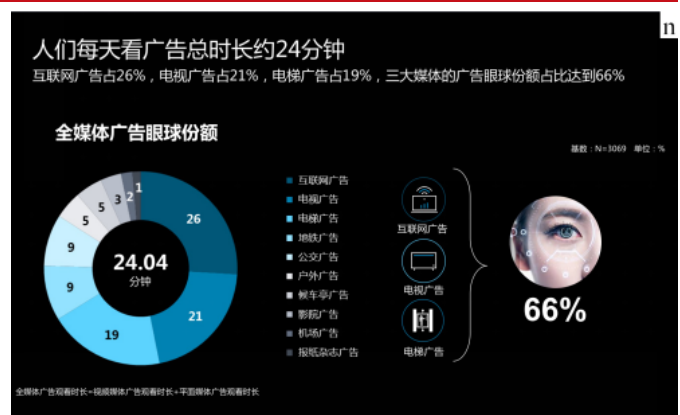 n
人们每天看广告总时长约24分钟
互联网广告占26%，电视广告占21%，电梯广告占19%，三大媒体的广告眼球份额占比达到66%
全媒体广告眼球份额
基数：N=3069 单位：%
26
21
19
9
9
5
5
3
2
1
24.04
分钟
互联网广告
电视广告
电梯广告
地铁广告
公交广告
户外广告
候车亭广告
影院广告
机场广告
报纸杂志广告
互联网广告
电视广告
电梯广告
66%
全媒体广告观看时长=视频媒体广告观看时长+平面媒体广告观看时长